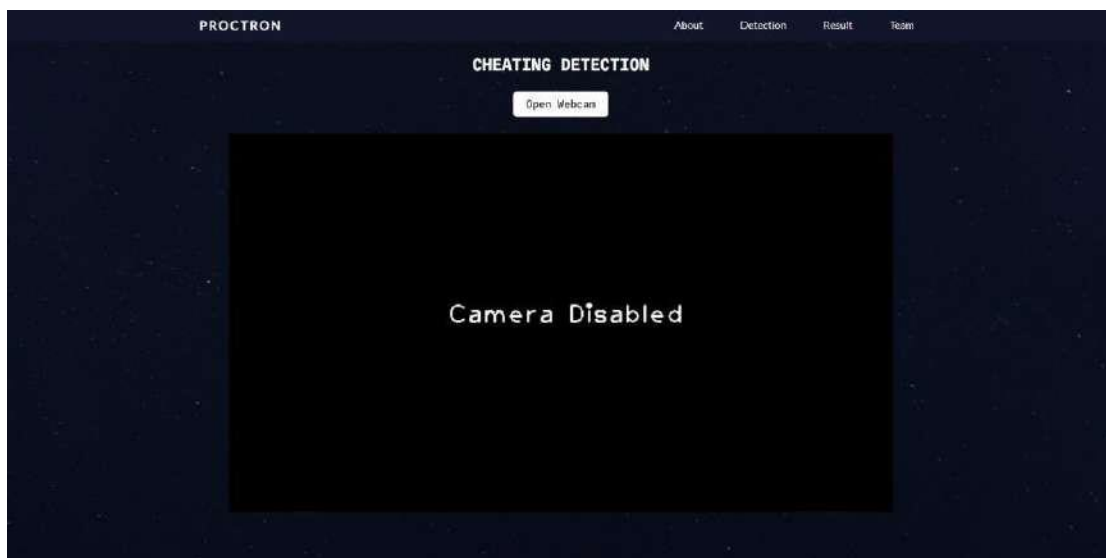 PROCTRON About Detection Result Team
CHEATING DETECTION
Open Webcam
Camera Disabled